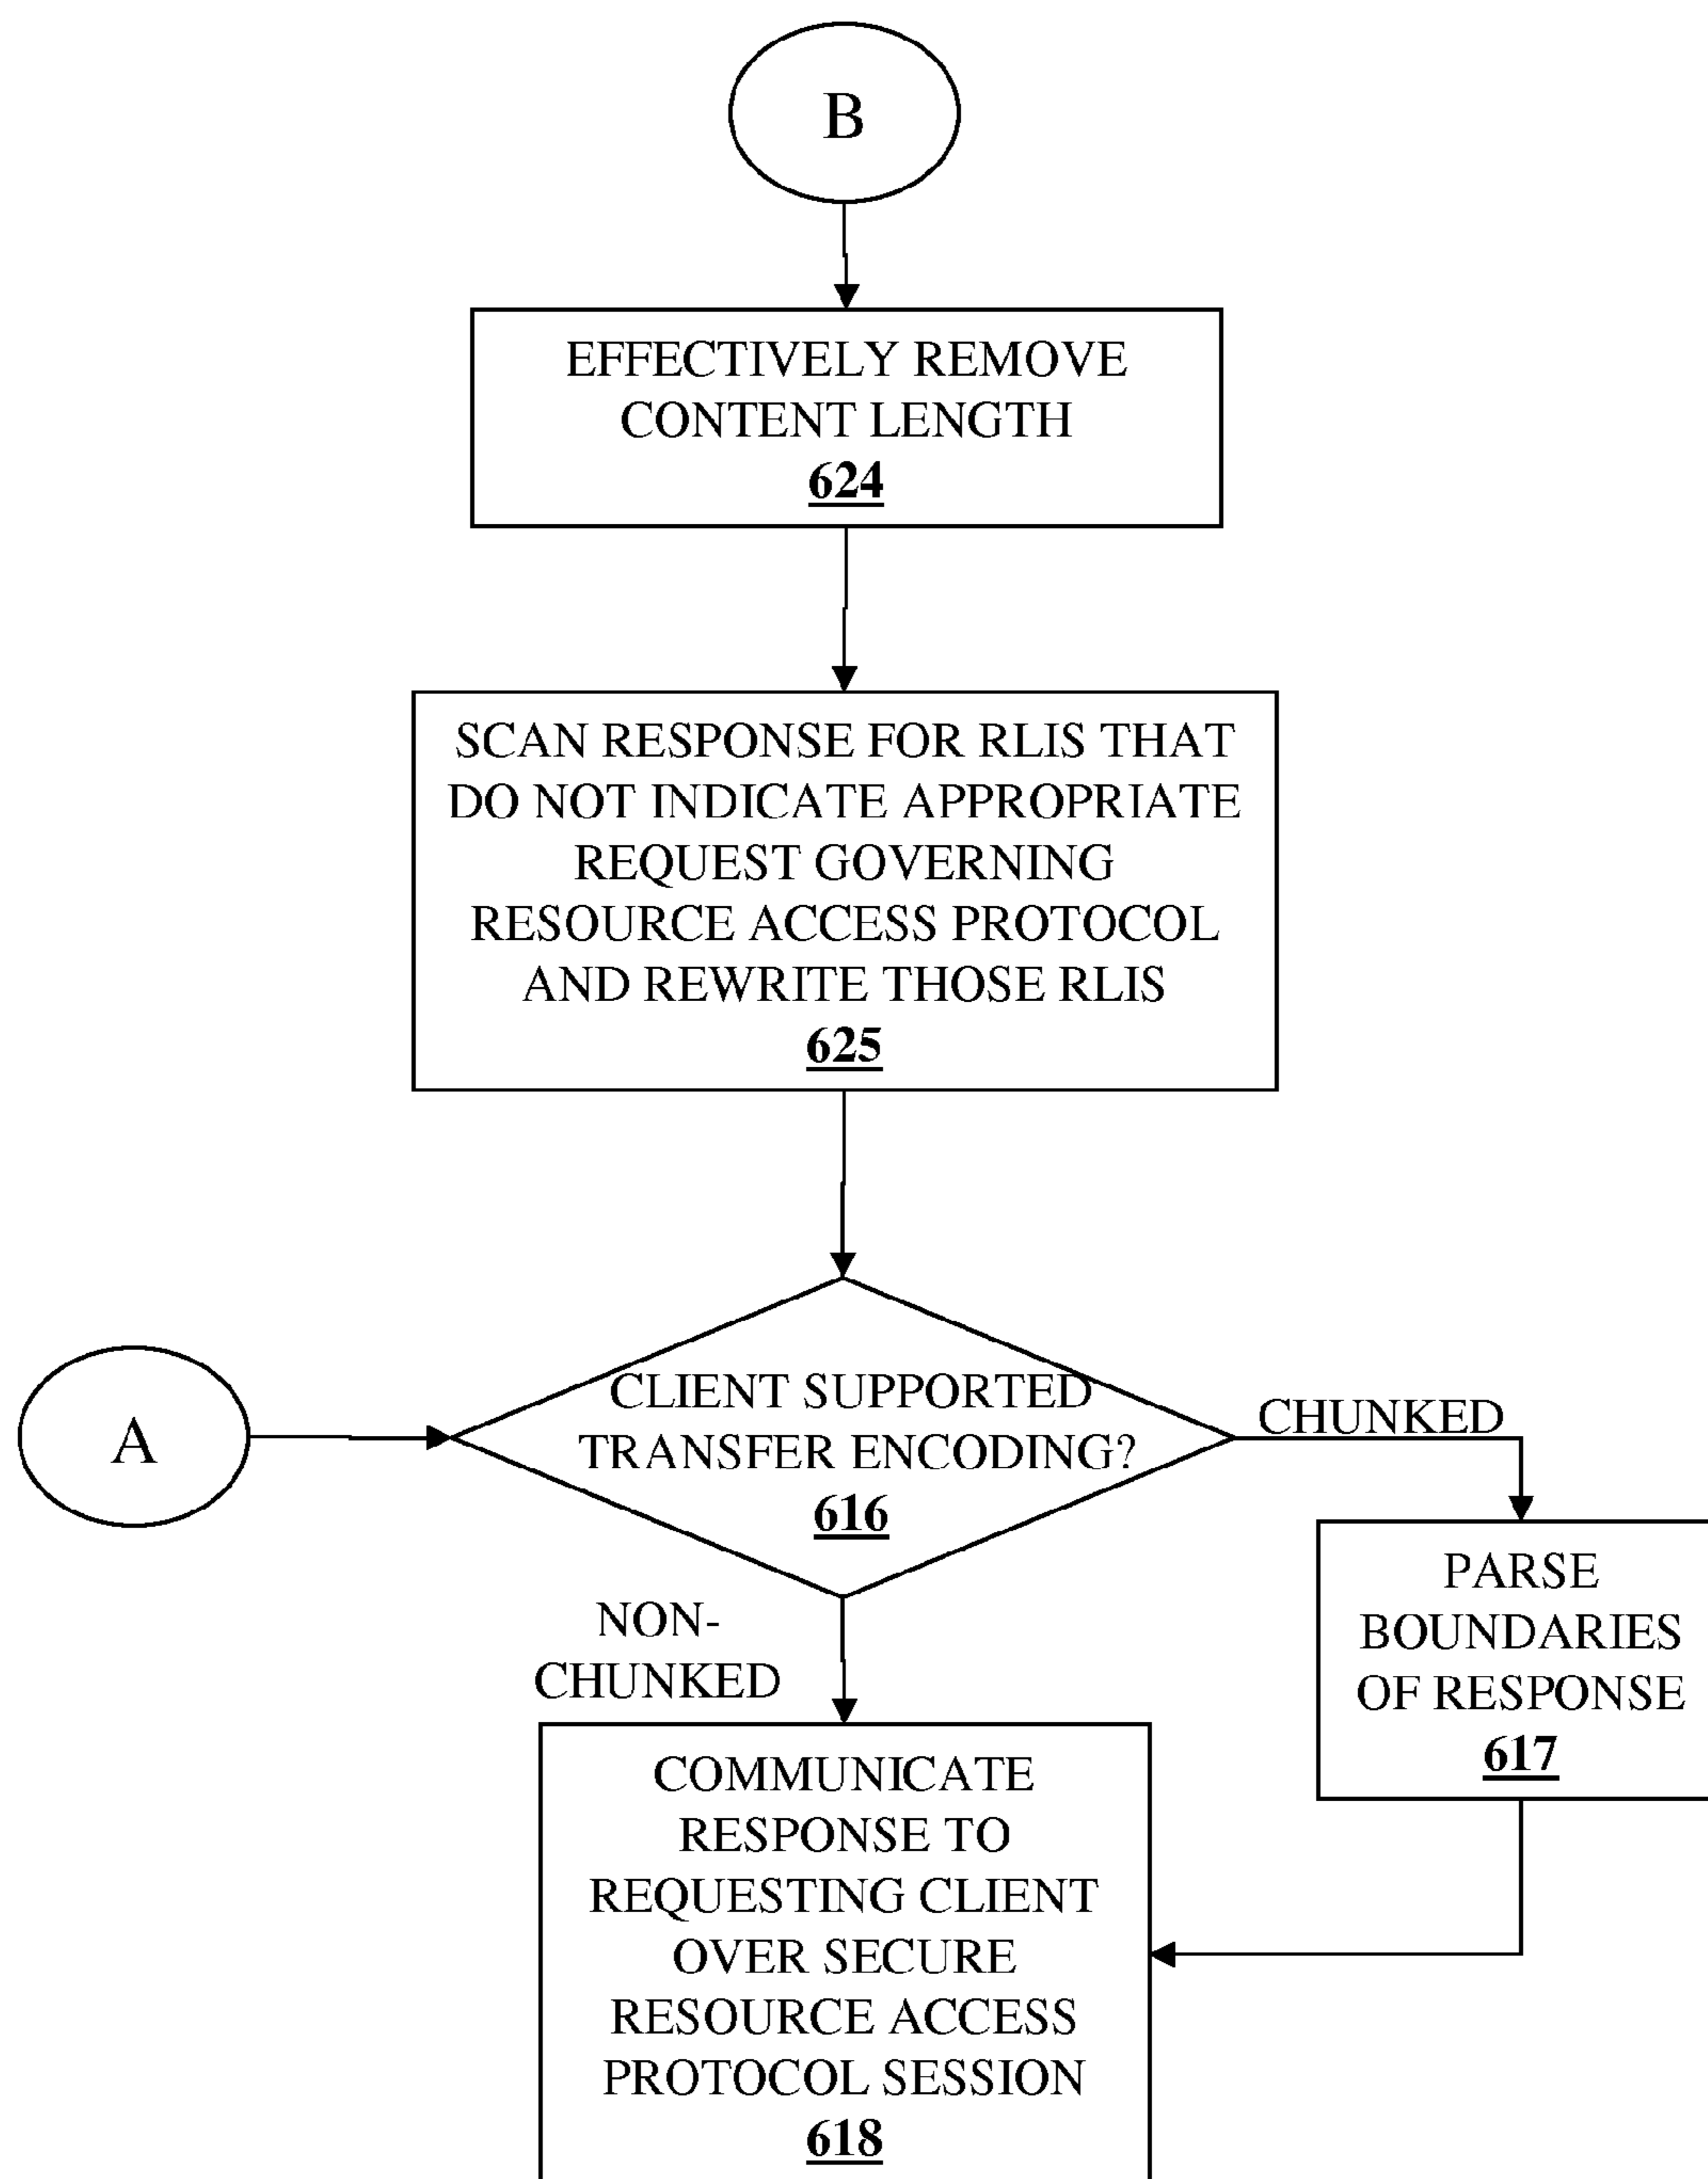 B
EFFECTIVELY REMOVE
CONTENT LENGTH
624
SCAN RESPONSE FOR RLIS THAT
DO NOT INDICATE APPROPRIATE
REQUEST GOVERNING
RESOURCE ACCESS PROTOCOL
AND REWRITE THOSE RLIS
625
A
CLIENT SUPPORTED
TRANSFER ENCODING?
616
CHUNKED
NON-
CHUNKED
PARSE
BOUNDARIES
OF RESPONSE
617
COMMUNICATE
RESPONSE TO
REQUESTING CLIENT
OVER SECURE
RESOURCE ACCESS
PROTOCOL SESSION
618